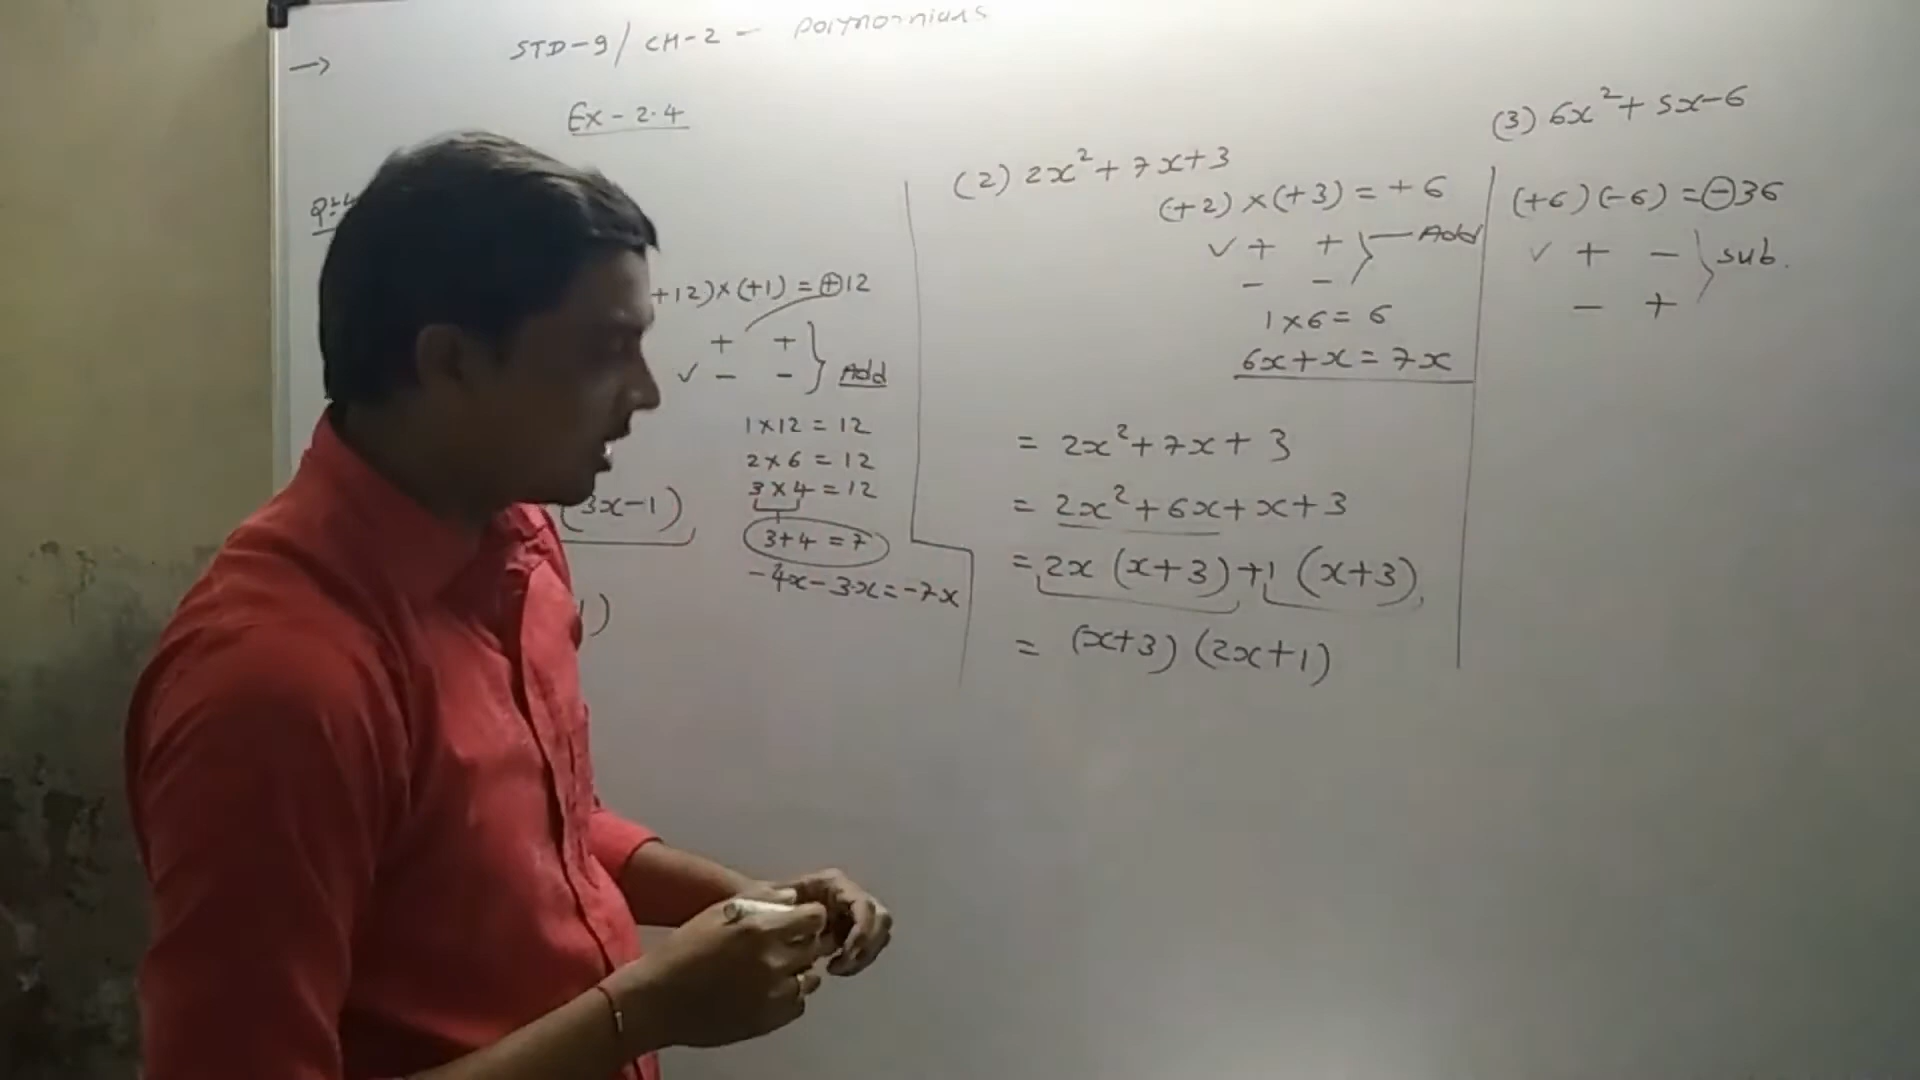 → STD-9/ CH-2 - Polynomials
Ex-2.4
Q:4
+12)×(+1) = ⊕12
+ +
✓ - - } Add
1×12 = 12
2×6 = 12
3×4 = 12
(3x-1)
3+4 = 7
-4x-3x=-7x
)
(2) 2x²+7x+3
(+2)×(+3)=+6
✓ + + } Add
- -
1×6= 6
6x+x=7x
= 2x²+7x+3
= 2x²+6x+x+3
= 2x (x+3)+1 (x+3)
= (x+3) (2x+1)
(3) 6x²+5x-6
(+6)(-6)=⊖36
✓ + - } sub.
- +